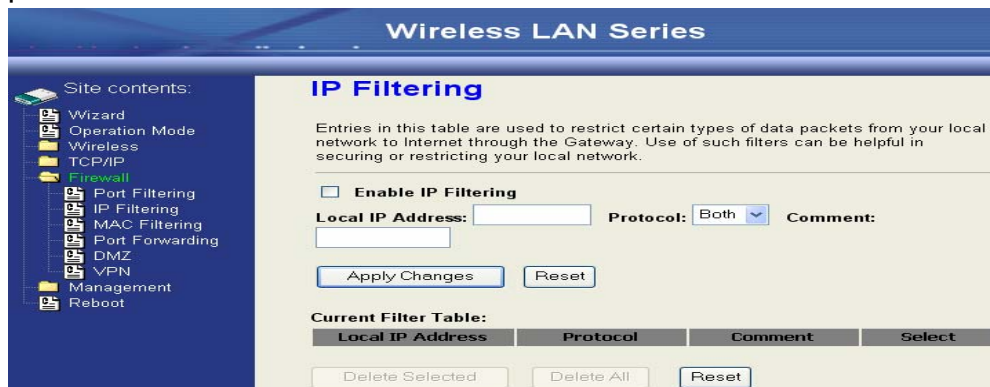 Wireless LAN Series
Site contents:
Wizard
Operation Mode
Wireless
TCP/IP
Firewall
Port Filtering
IP Filtering
MAC Filtering
Port Forwarding
DMZ
VPN
Management
Reboot
IP Filtering
Entries in this table are used to restrict certain types of data packets from your local
network to Internet through the Gateway. Use of such filters can be helpful in
securing or restricting your local network.
Enable IP Filtering
Local IP Address: Protocol: Both Comment:
Apply Changes Reset
Current Filter Table:
Local IP Address Protocol Comment Select
Delete Selected Delete All Reset